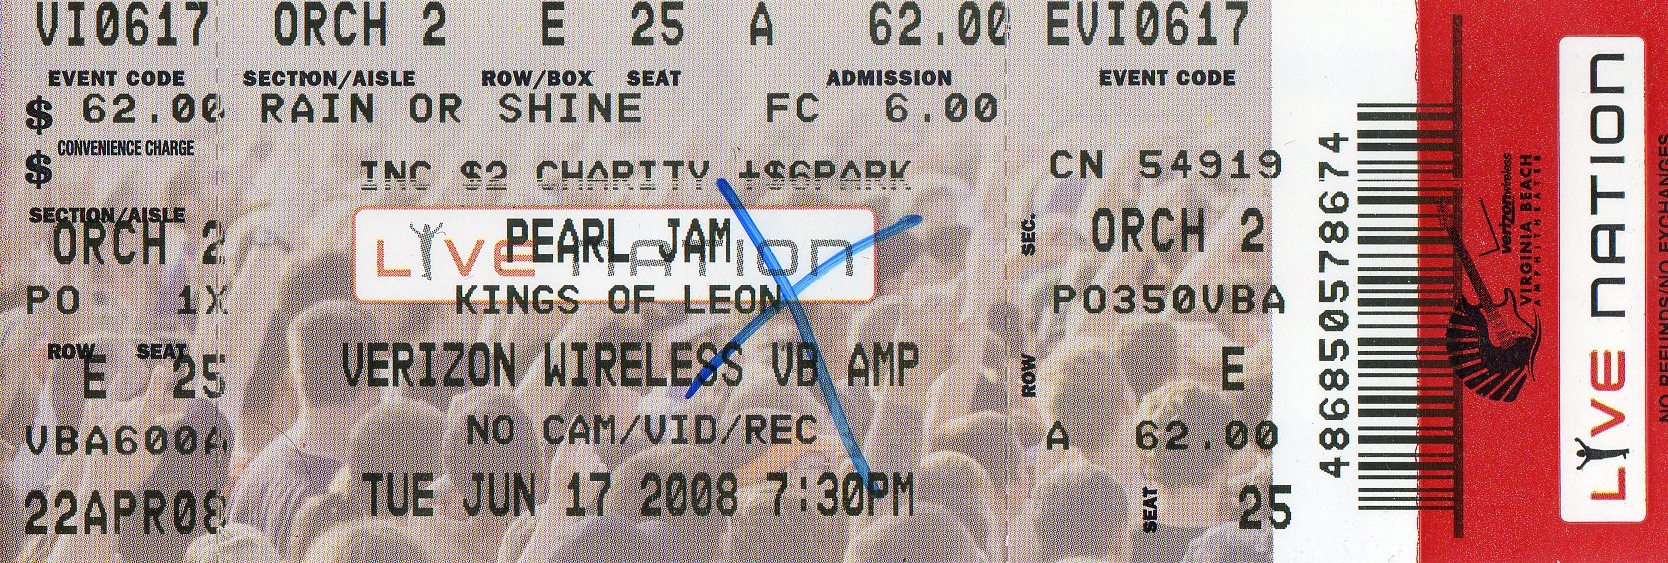 VI0617 ORCH 2 E 25 A 62.00 EVI0617
EVENT CODE SECTION/AISLE ROW/BOX SEAT ADMISSION EVENT CODE
$ 62.00 RAIN OR SHINE FC 6.00
$ CONVENIENCE CHARGE
INC $2 CHARITY +$6PARK
CN 54919
SECTION/AISLE
ORCH 2
PEARL JAM
LIVE NATION
SEC. ORCH 2
PO 1X
KINGS OF LEON
PO350VBA
ROW SEAT
E 25
VERIZON WIRELESS VB AMP
ROW E
VBA600A
NO CAM/VID/REC
A 62.00
22APR08
TUE JUN 17 2008 7:30PM
SEAT 25
486850578674
verizon wireless
VIRGINIA BEACH
AMPHITHEATER
LIVE NATION
NO REFUNDS/NO EXCHANGES